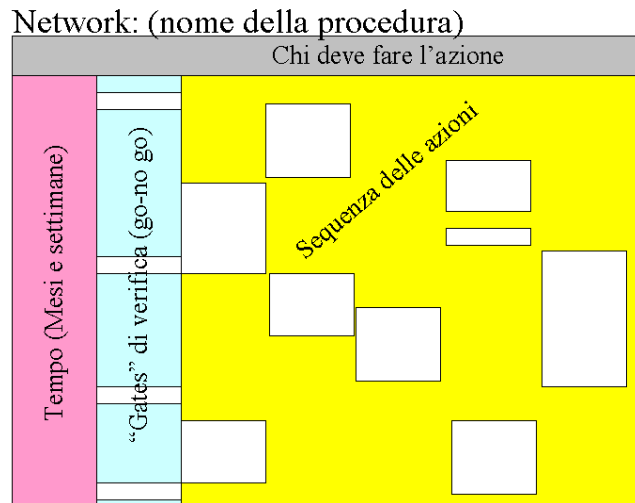 Network: (nome della procedura)
Chi deve fare l’azione
Tempo (Mesi e settimane)
“Gates” di verifica (go-no go)
Sequenza delle azioni